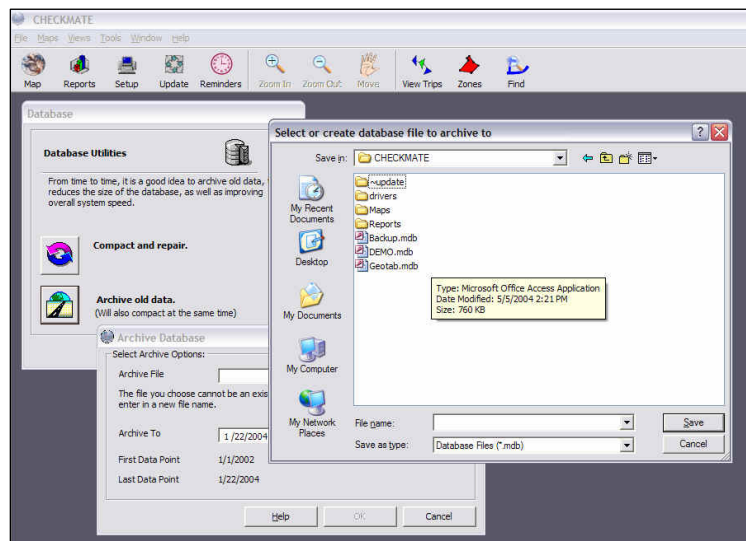 CHECKMATE
File Maps Views Tools Window Help
Map Reports Setup Update Reminders Zoom In Zoom Out Move View Trips Zones Find
Database
Database Utilities
From time to time, it is a good idea to archive old data,
reduces the size of the database, as well as improving
overall system speed.
Compact and repair.
Archive old data.
(Will also compact at the same time)
Archive Database
Select Archive Options:
Archive File
The file you choose cannot be an exis
enter in a new file name.
Archive To 1 /22/2004
First Data Point 1/1/2002
Last Data Point 1/22/2004
Help OK Cancel
Select or create database file to archive to
Save in: CHECKMATE
My Recent Documents
Desktop
My Documents
My Computer
My Network Places
~update
drivers
Maps
Reports
Backup.mdb
DEMO.mdb
Geotab.mdb
Type: Microsoft Office Access Application
Date Modified: 5/5/2004 2:21 PM
Size: 760 KB
File name: Save
Save as type: Database Files (*.mdb) Cancel